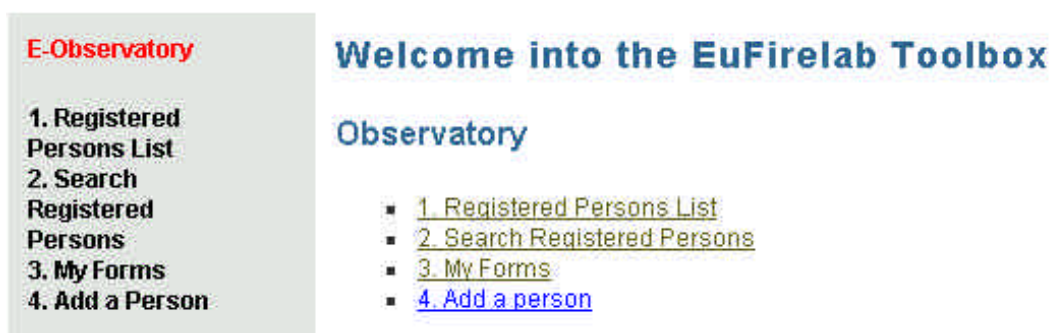 E-Observatory
1. Registered
Persons List
2. Search
Registered
Persons
3. My Forms
4. Add a Person
Welcome into the EuFirelab Toolbox
Observatory
1. Registered Persons List
2. Search Registered Persons
3. My Forms
4. Add a person